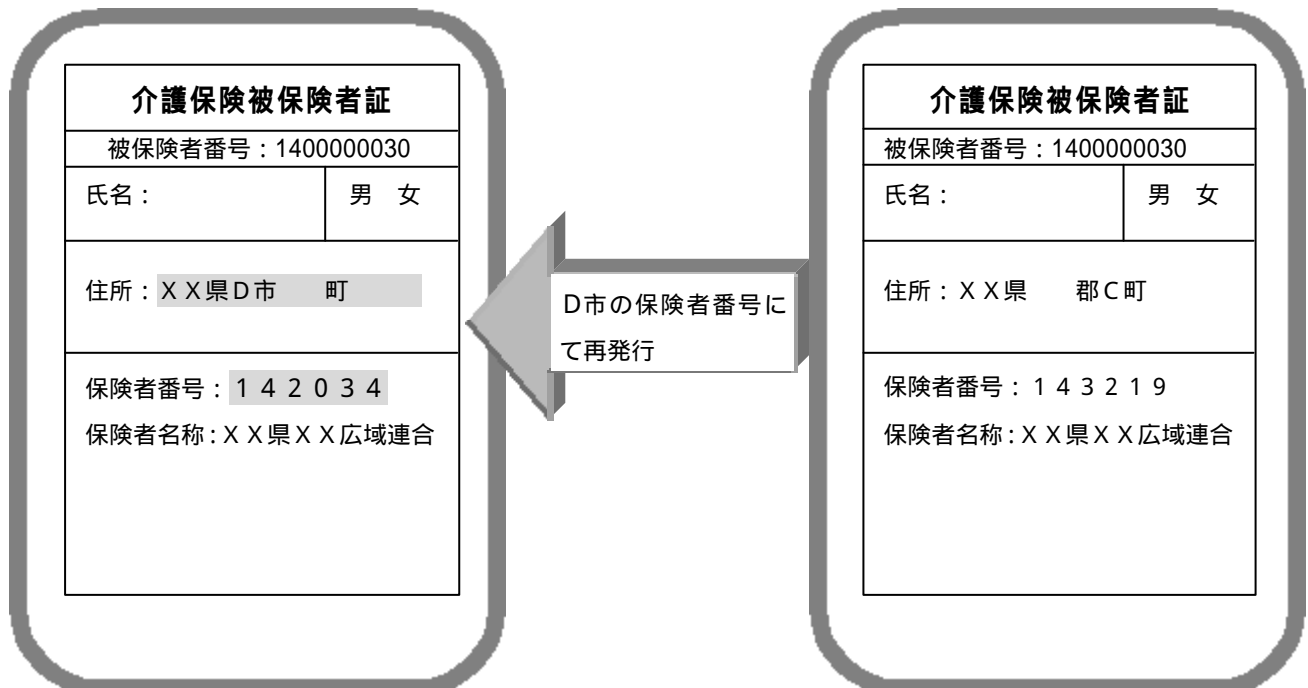 介護保険被保険者証
被保険者番号：1400000030
氏名：
男　女
住所：ＸＸ県Ｄ市　　町
保険者番号：１４２０３４
保険者名称：ＸＸ県ＸＸ広域連合
D市の保険者番号に
て再発行
介護保険被保険者証
被保険者番号：1400000030
氏名：
男　女
住所：ＸＸ県　　郡Ｃ町
保険者番号：１４３２１９
保険者名称：ＸＸ県ＸＸ広域連合